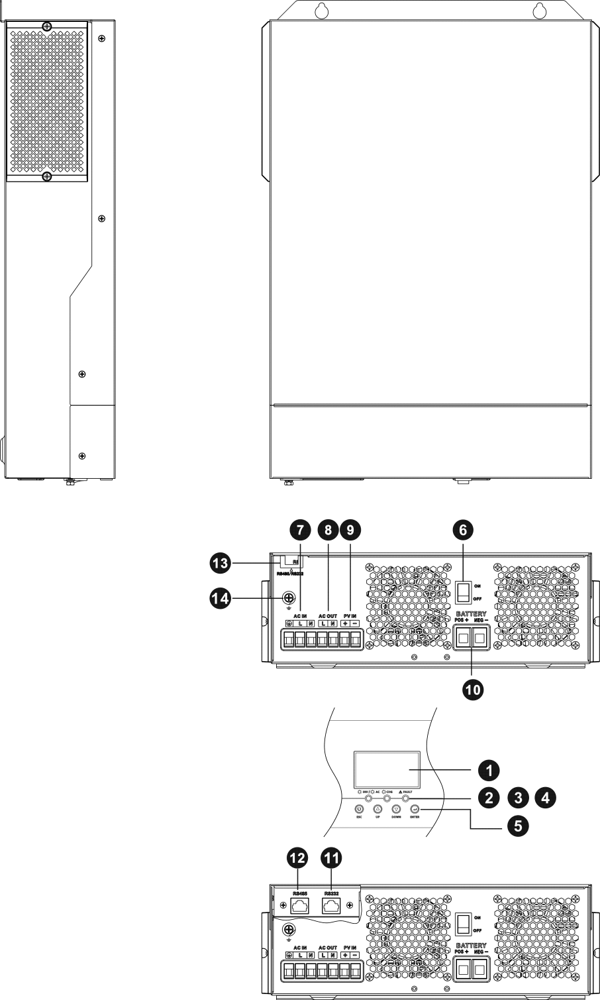 7 8 9 6
13
RS
RS485/RS232
14
ON
OFF
AC IN AC OUT PV IN
L N L N + −
BATTERY
POS + NEG −
10
1
INV / AC CHG FAULT
2 3 4
ESC UP DOWN ENTER
5
12 11
RS485 RS232
ON
OFF
AC IN AC OUT PV IN
L N L N + −
BATTERY
POS + NEG −